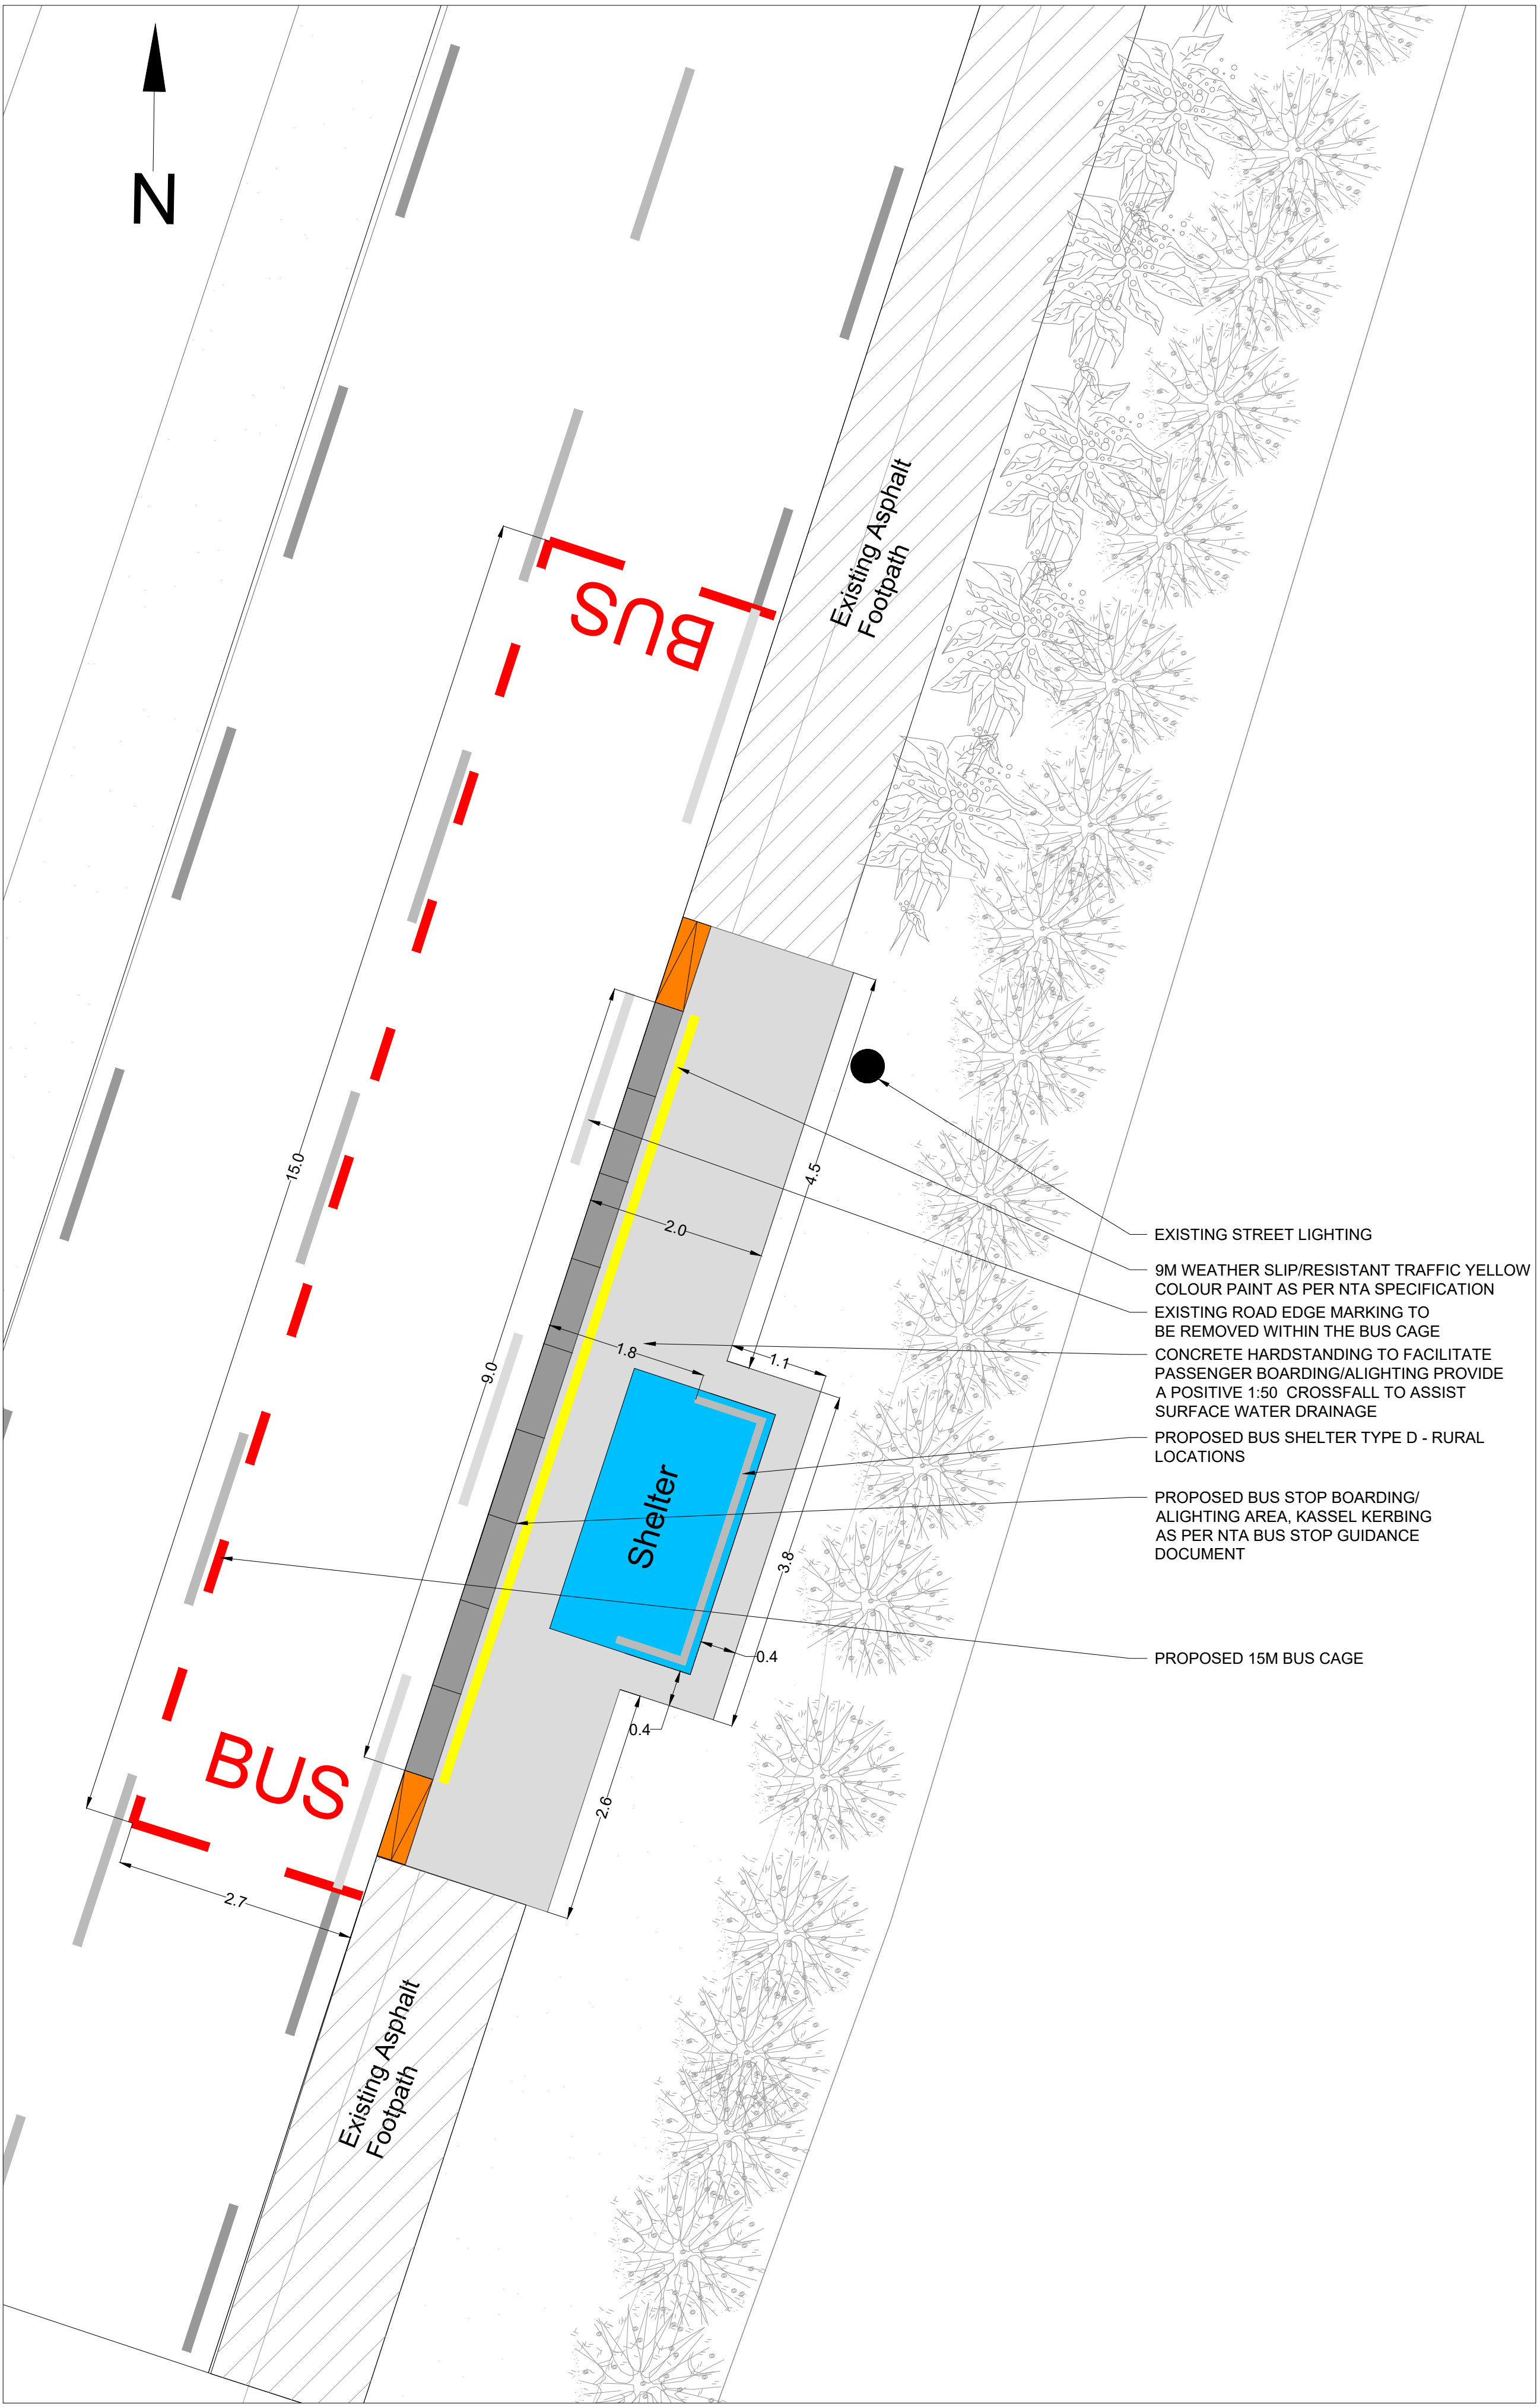 N
BUS
Existing Asphalt
Footpath
15.0
9.0
4.5
2.0
1.8
1.1
Shelter
3.8
0.4
0.4
2.6
BUS
2.7
Existing Asphalt
Footpath
EXISTING STREET LIGHTING
9M WEATHER SLIP/RESISTANT TRAFFIC YELLOW
COLOUR PAINT AS PER NTA SPECIFICATION
EXISTING ROAD EDGE MARKING TO
BE REMOVED WITHIN THE BUS CAGE
CONCRETE HARDSTANDING TO FACILITATE
PASSENGER BOARDING/ALIGHTING PROVIDE
A POSITIVE 1:50 CROSSFALL TO ASSIST
SURFACE WATER DRAINAGE
PROPOSED BUS SHELTER TYPE D - RURAL
LOCATIONS
PROPOSED BUS STOP BOARDING/
ALIGHTING AREA, KASSEL KERBING
AS PER NTA BUS STOP GUIDANCE
DOCUMENT
PROPOSED 15M BUS CAGE